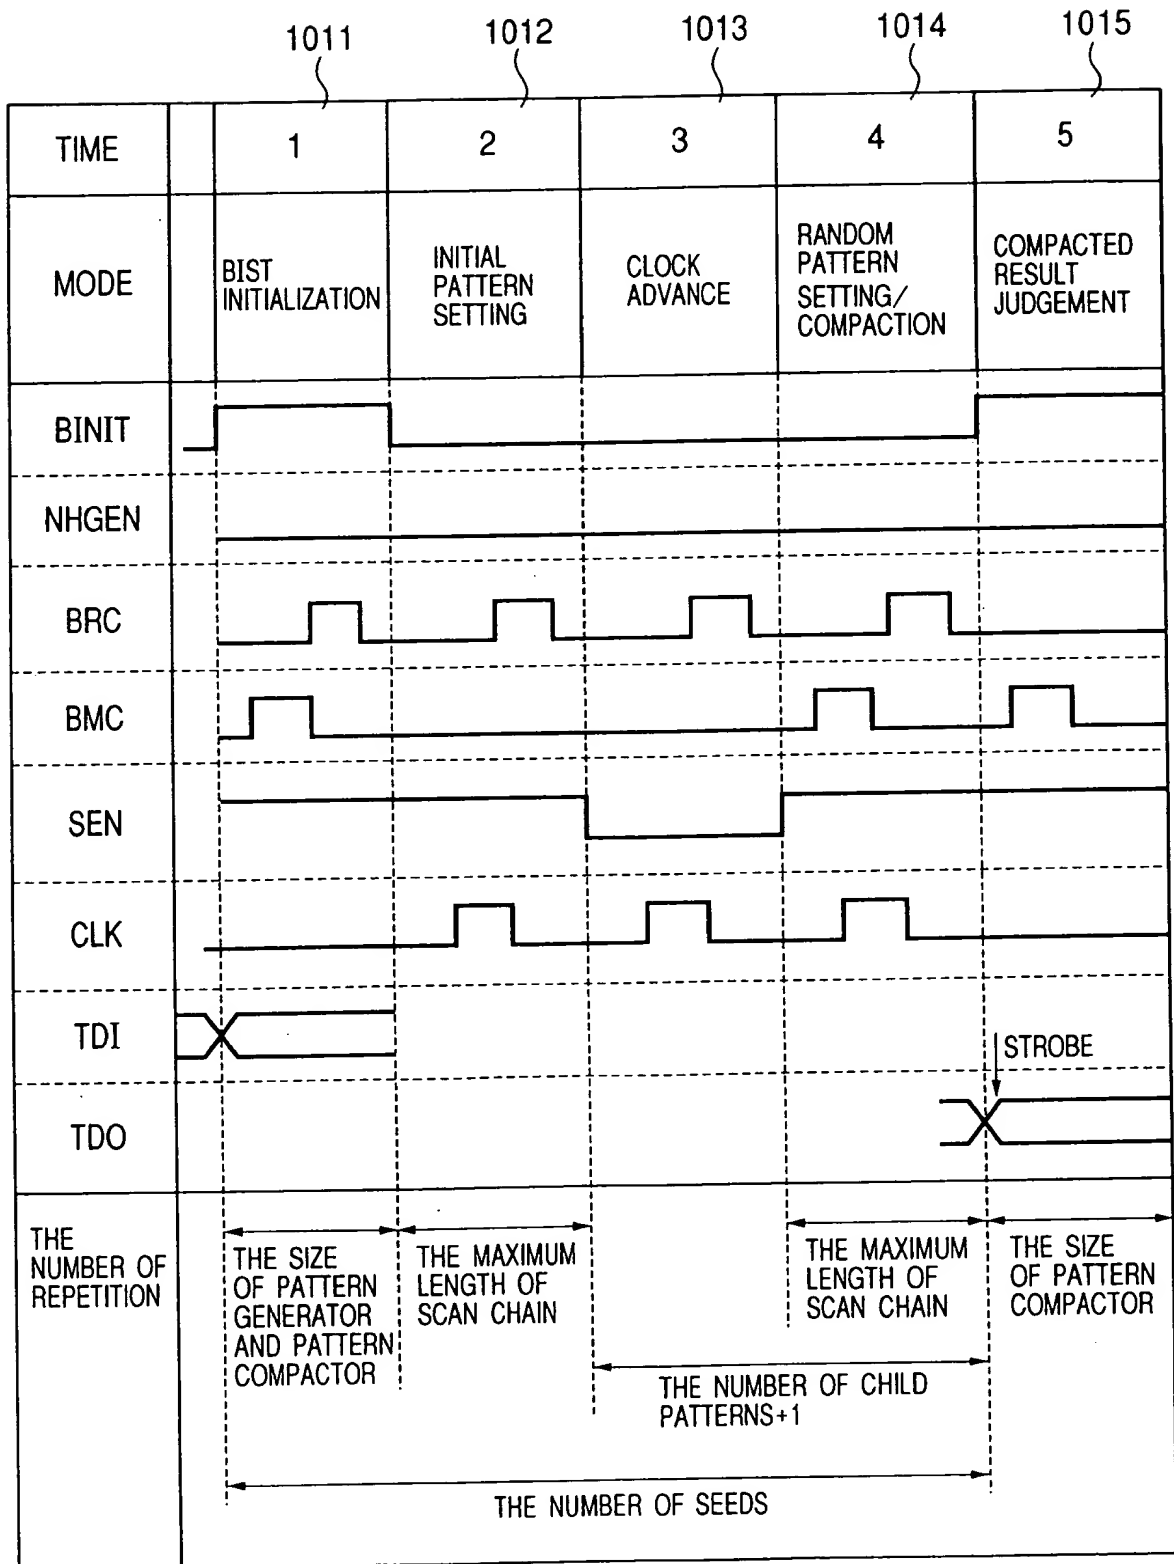 1011
1012
1013
1014
1015
TIME
1
2
3
4
5
MODE
BIST
INITIALIZATION
INITIAL
PATTERN
SETTING
CLOCK
ADVANCE
RANDOM
PATTERN
SETTING/
COMPACTION
COMPACTED
RESULT
JUDGEMENT
BINIT
NHGEN
BRC
BMC
SEN
CLK
TDI
STROBE
TDO
THE
NUMBER OF
REPETITION
THE SIZE
OF PATTERN
GENERATOR
AND PATTERN
COMPACTOR
THE MAXIMUM
LENGTH OF
SCAN CHAIN
THE MAXIMUM
LENGTH OF
SCAN CHAIN
THE SIZE
OF PATTERN
COMPACTOR
THE NUMBER OF CHILD
PATTERNS+1
THE NUMBER OF SEEDS